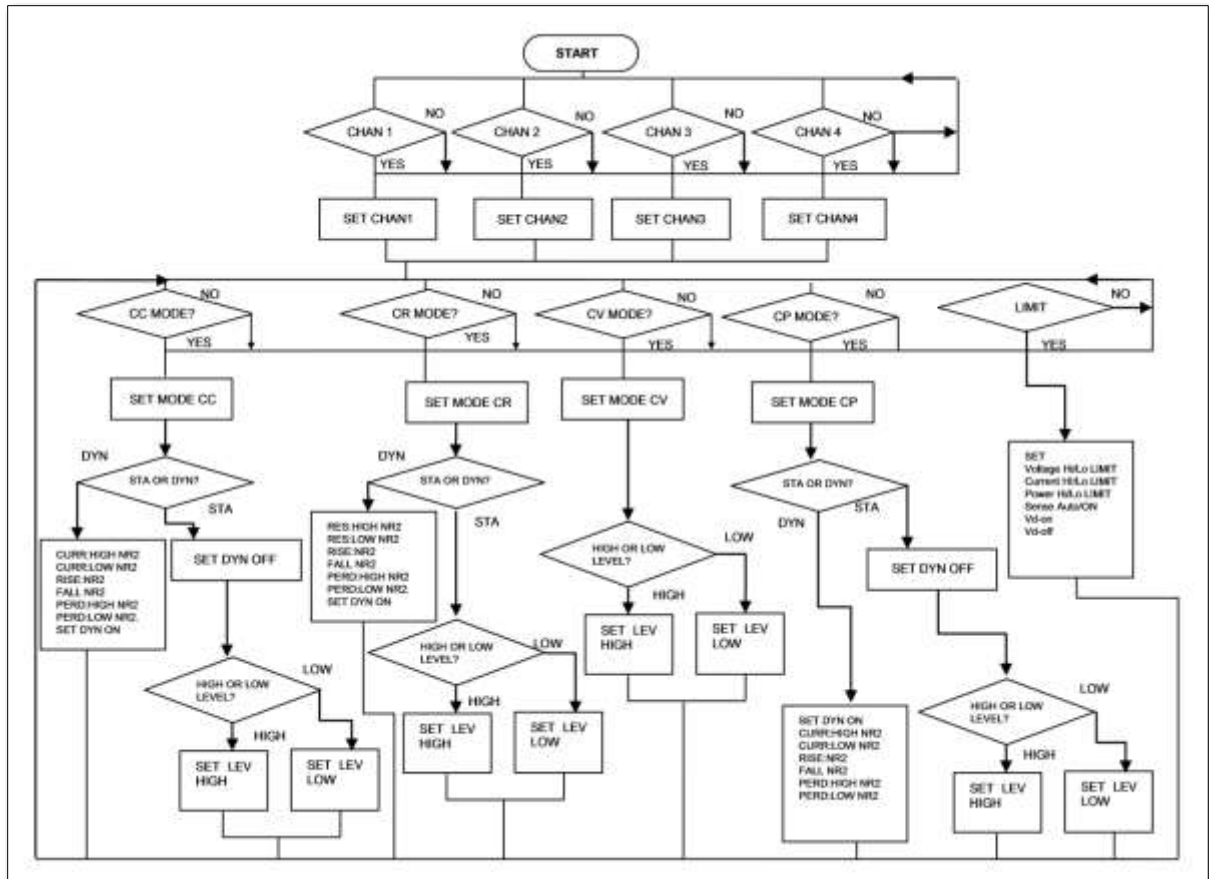 START
NO
NO
NO
NO
CHAN 1
CHAN 2
CHAN 3
CHAN 4
YES
YES
YES
YES
SET CHAN1
SET CHAN2
SET CHAN3
SET CHAN4
NO
NO
NO
NO
NO
CC MODE?
CR MODE?
CV MODE?
CP MODE?
LIMIT
YES
YES
YES
YES
YES
SET MODE CC
SET MODE CR
SET MODE CV
SET MODE CP
DYN
STA OR DYN?
STA
CURR:HIGH NR2
CURR:LOW NR2
RISE:NR2
FALL NR2
PERD:HIGH NR2
PERD:LOW NR2.
SET DYN ON
SET DYN OFF
HIGH OR LOW
LEVEL?
LOW
HIGH
SET LEV
HIGH
SET LEV
LOW
DYN
STA OR DYN?
STA
RES:HIGH NR2
RES:LOW NR2
RISE:NR2
FALL NR2
PERD:HIGH NR2
PERD:LOW NR2.
SET DYN ON
HIGH OR LOW
LEVEL?
LOW
HIGH
SET LEV
HIGH
SET LEV
LOW
HIGH OR LOW
LEVEL?
LOW
HIGH
SET LEV
HIGH
SET LEV
LOW
STA OR DYN?
DYN
STA
SET DYN OFF
SET DYN ON
CURR:HIGH NR2
CURR:LOW NR2
RISE:NR2
FALL NR2
PERD:HIGH NR2
PERD:LOW NR2
HIGH OR LOW
LEVEL?
LOW
HIGH
SET LEV
HIGH
SET LEV
LOW
SET
Voltage Hi/Lo LIMIT
Current Hi/Lo LIMIT
Power Hi/Lo LIMIT
Sense Auto/ON
Vd-on
Vd-off